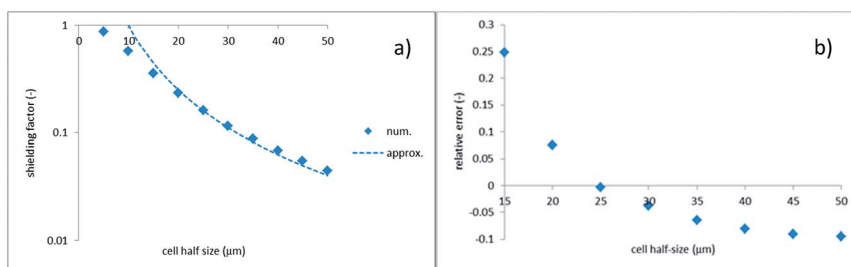 1
0 10 20 30 40 50
0.1
0.01
shielding factor (-)
cell half size (µm)
a)
num.
approx.
0.3
0.25
0.2
0.15
0.1
0.05
0
-0.05
-0.1
15 20 25 30 35 40 45 50
relative error (-)
cell half-size (µm)
b)